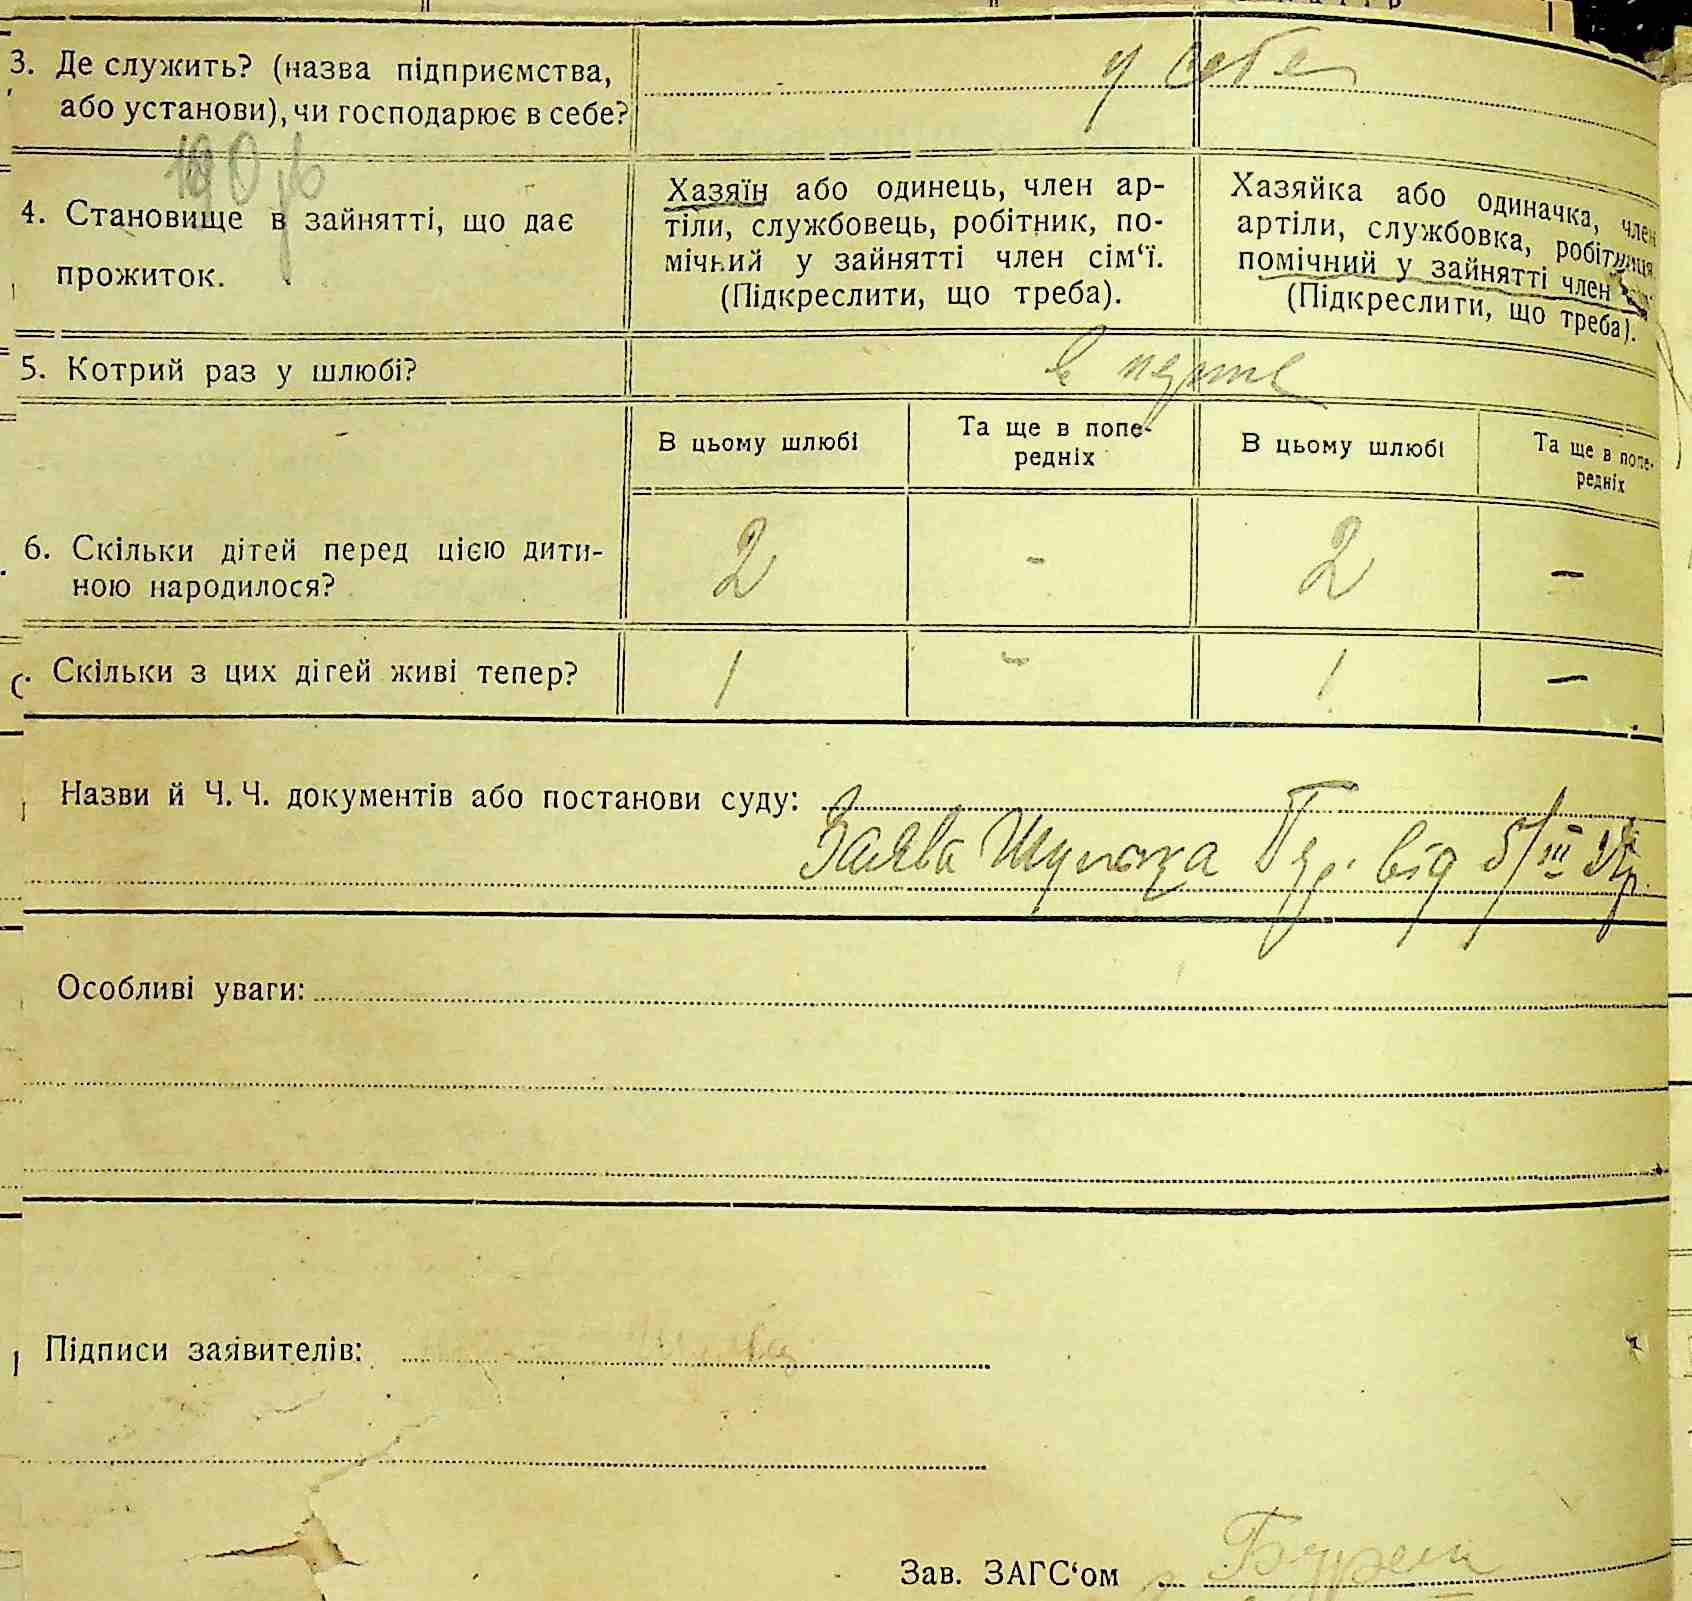 3. Де служить? (назва підприємства,
або установи), чи господарює в себе?
у себе
4. Становище в зайнятті, що дає
прожиток.
Хазяїн або одинець, член ар-
тіли, службовець, робітник, по-
мічний у зайнятті член сім‘ї.
(Підкреслити, що треба).
Хазяйка або одиначка, член
артіли, службовка, робітниця
помічний у зайнятті член
(Підкреслити, що треба).
5. Котрий раз у шлюбі?
в перше
В цьому шлюбі
Та ще в попе-
редніх
В цьому шлюбі
Та ще в попе-
редніх
6. Скільки дітей перед цією дити-
ною народилося?
2 - 2 —
Скільки з цих дітей живі тепер?
1 - 1 —
Назви й Ч. Ч. документів або постанови суду:
Заява від 5/III
Особливі уваги:
Підписи заявителів:
Зав. ЗАГС‘ом